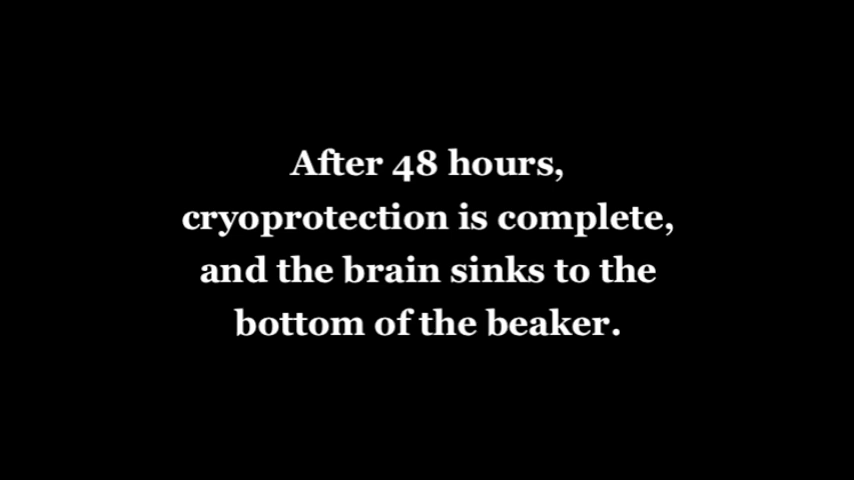 After 48 hours,
cryoprotection is complete,
and the brain sinks to the
bottom of the beaker.